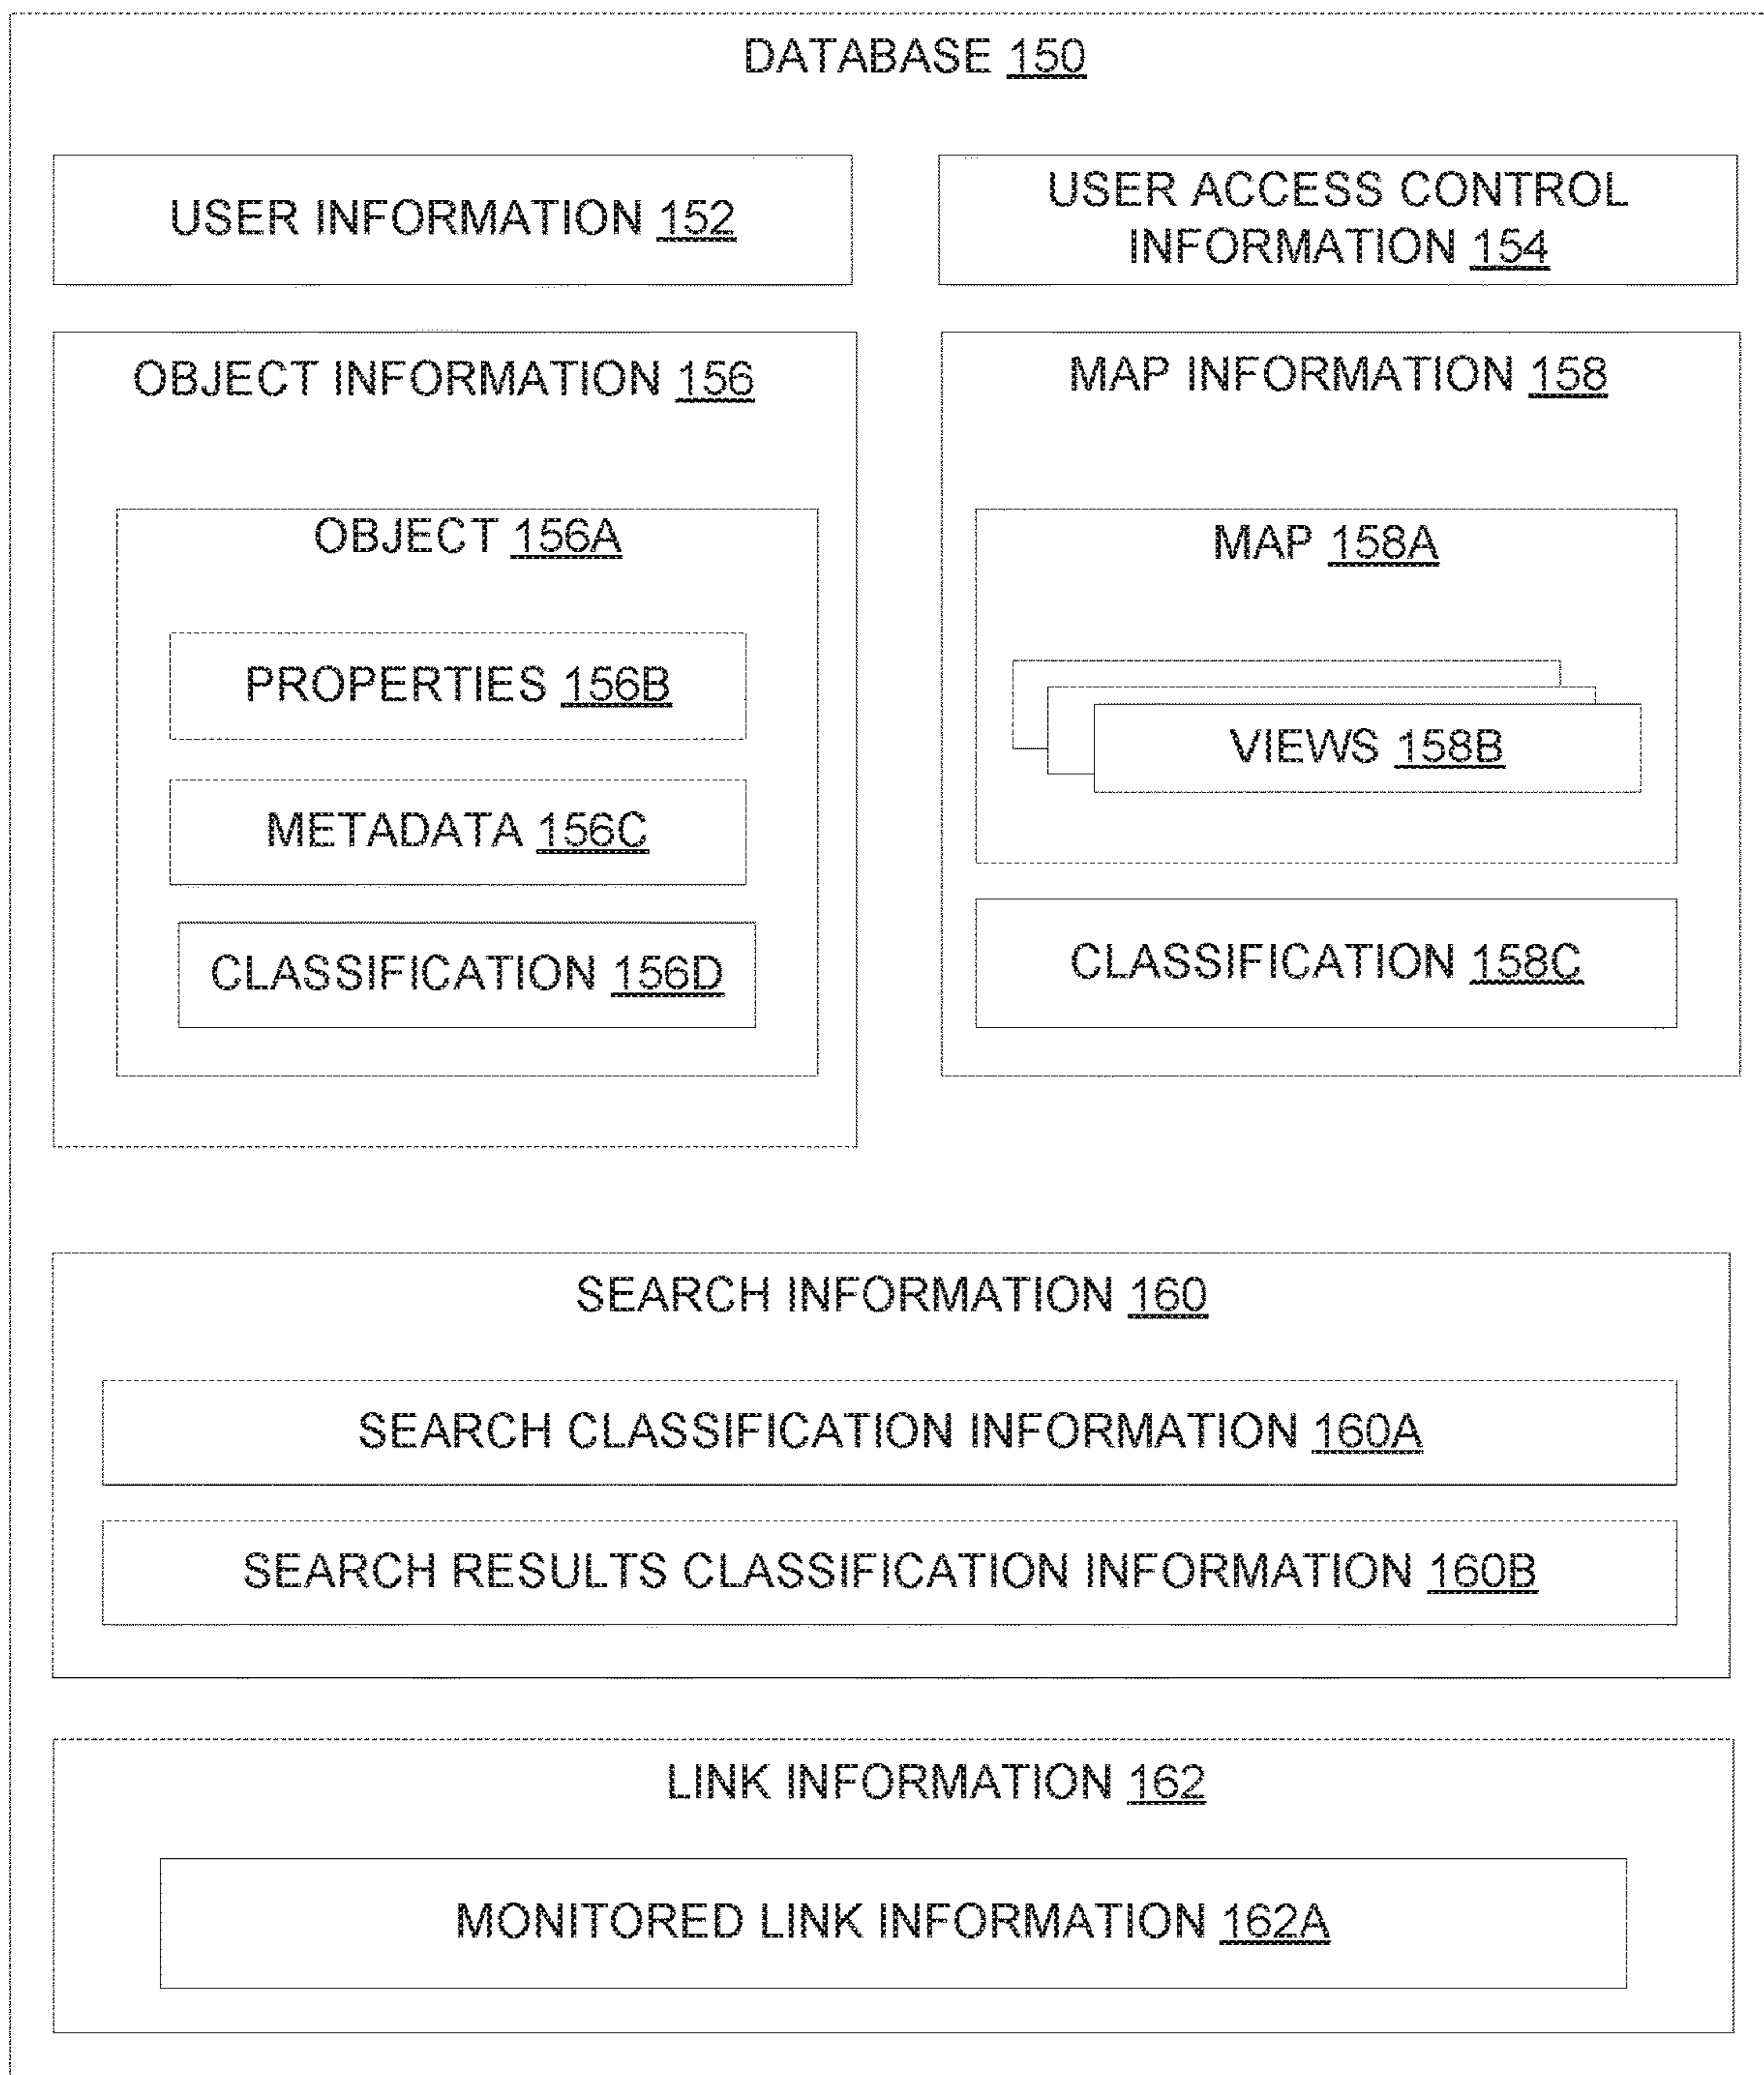 DATABASE 150
USER INFORMATION 152
USER ACCESS CONTROL
INFORMATION 154
OBJECT INFORMATION 156
OBJECT 156A
PROPERTIES 156B
METADATA 156C
CLASSIFICATION 156D
MAP INFORMATION 158
MAP 158A
VIEWS 158B
CLASSIFICATION 158C
SEARCH INFORMATION 160
SEARCH CLASSIFICATION INFORMATION 160A
SEARCH RESULTS CLASSIFICATION INFORMATION 160B
LINK INFORMATION 162
MONITORED LINK INFORMATION 162A